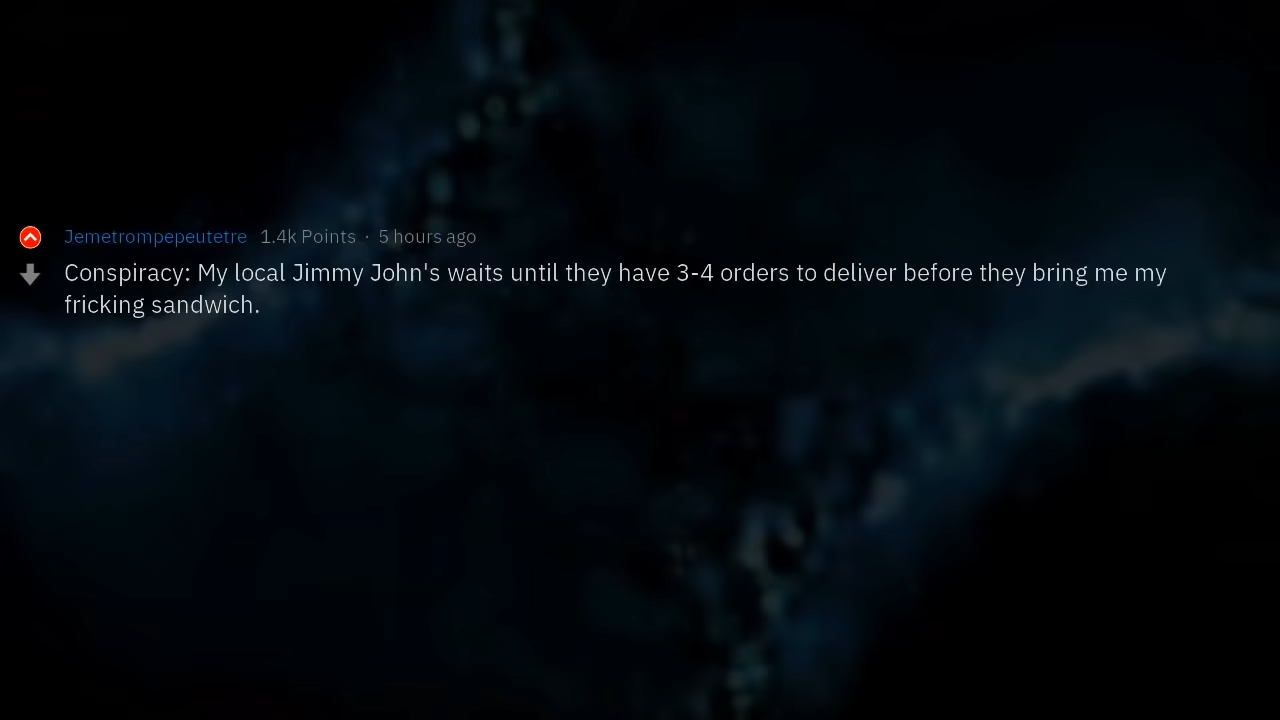 Jemetrompepeutetre 1.4k Points · 5 hours ago
Conspiracy: My local Jimmy John's waits until they have 3-4 orders to deliver before they bring me my
fricking sandwich.